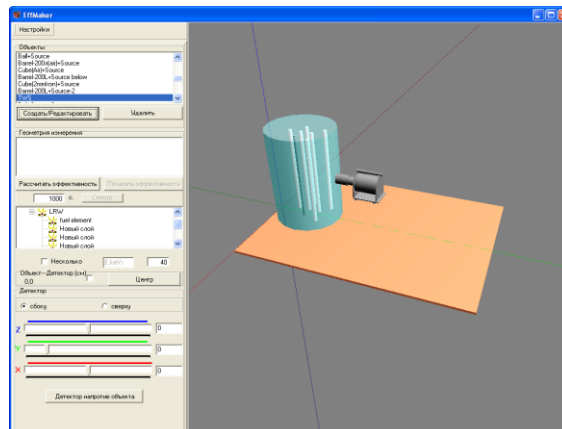 EffMaker
Настройки
Объекты
Ball+Source
Barrel-200л(air)+Source
Cube(Air)+Source
Barrel-200L+Source below
Cube(2mmIron)+Source
Barrel-200L+Source-2
Создать/Редактировать Удалить
Геометрия измерения
Рассчитать эффективность Показать эффективность
1000 с. Спектр
LRW
fuel element
Новый слой
Новый слой
Новый слой
Несколько 40
Объект--Детектор(см)
0,0 Центр
Детектор
сбоку сверху
Z 0
Y 0
X 0
Детектор напротив объекта